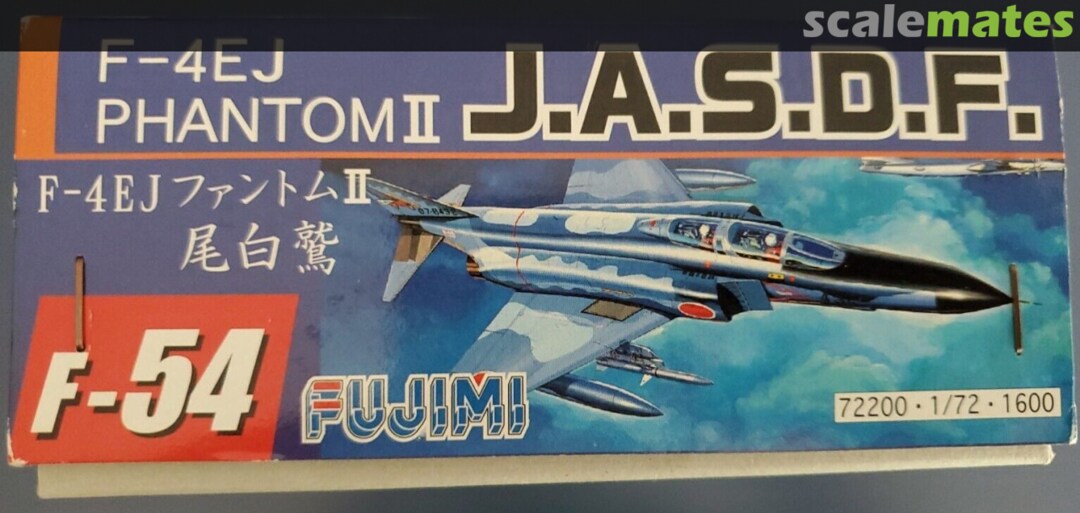 scalemates
F-4EJ
PHANTOM II
J.A.S.D.F.
F-4EJ ファントムII
尾白鷲
F-54
FUJIMI
72200・1/72・1600